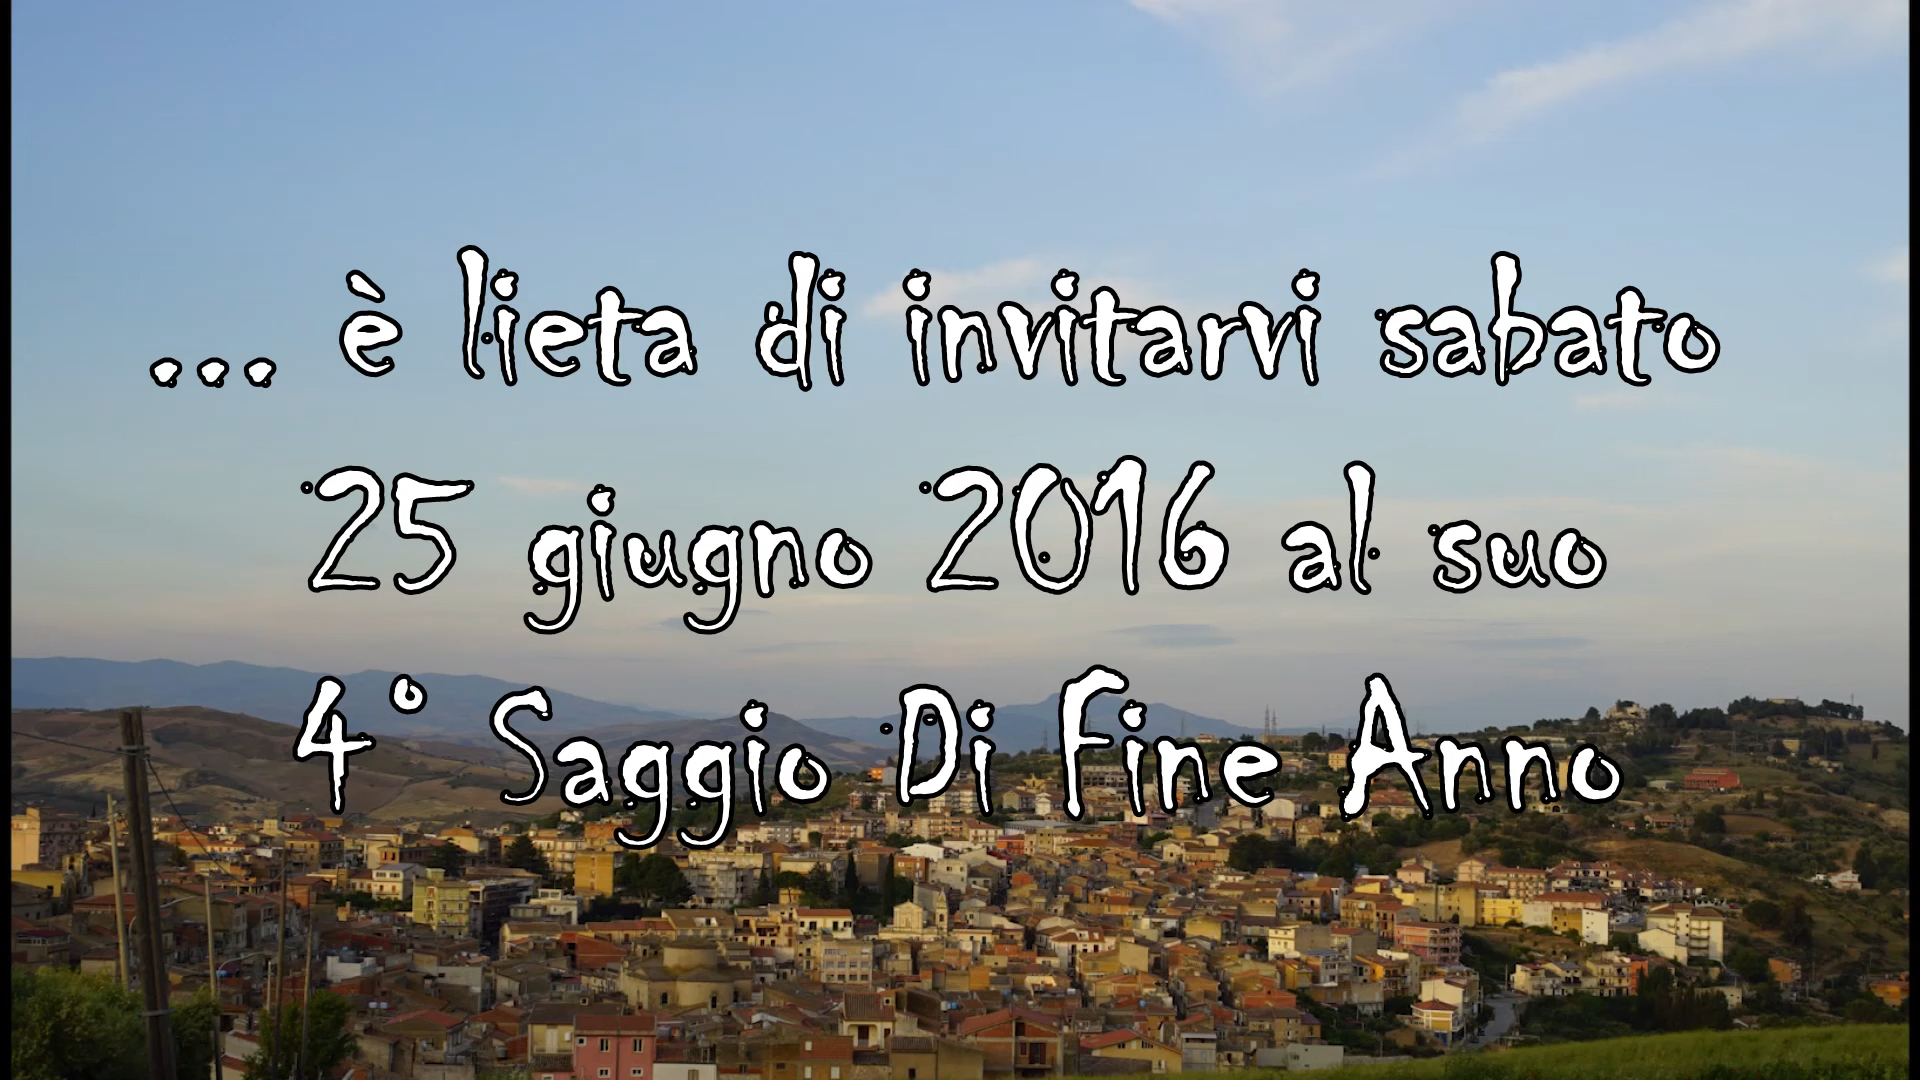 ... è lieta di invitarvi sabato
25 giugno 2016 al suo
4° Saggio Di Fine Anno